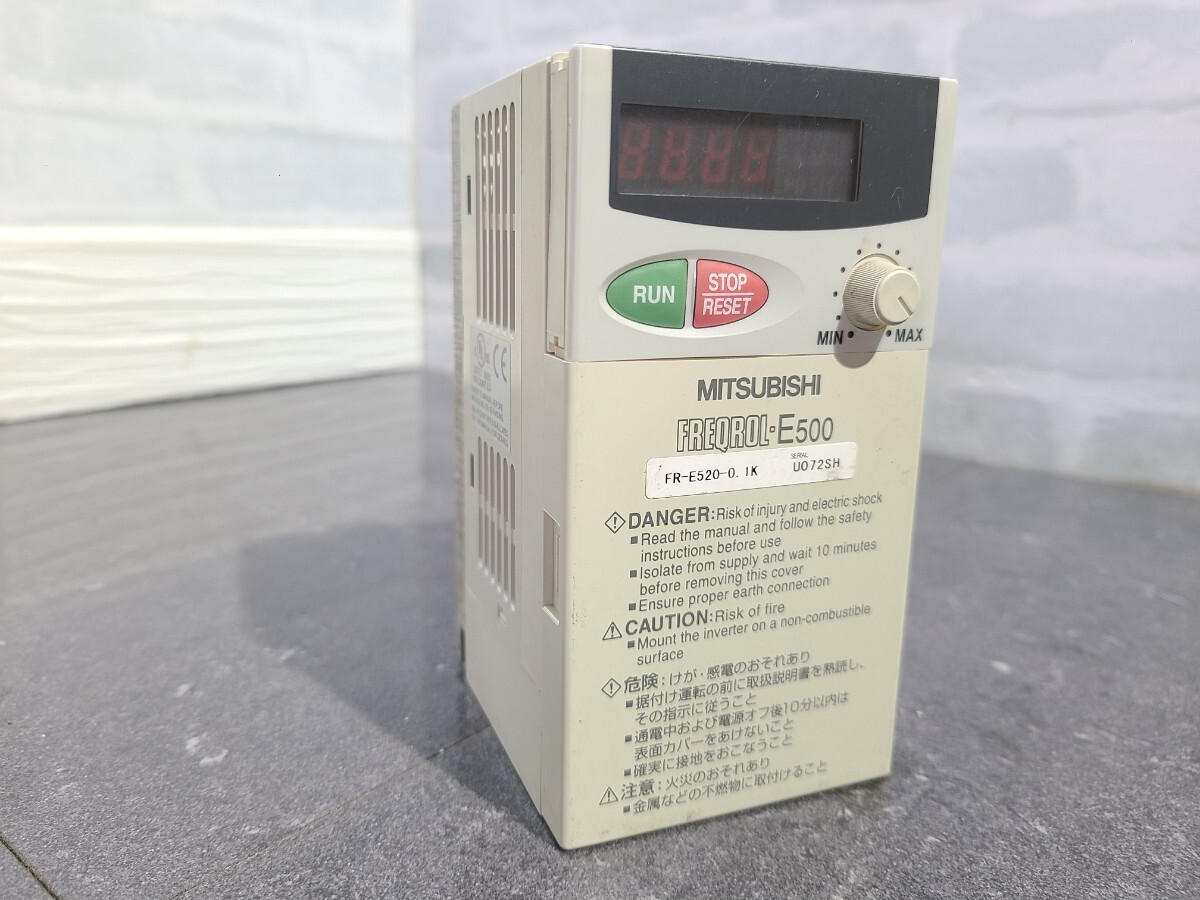 RUN
STOP
RESET
MIN
MAX
MITSUBISHI
FREQROL-E500
SERIAL
FR-E520-0.1K U072SH
DANGER:Risk of injury and electric shock
■Read the manual and follow the safety
instructions before use
■Isolate from supply and wait 10 minutes
before removing this cover
■Ensure proper earth connection
CAUTION:Risk of fire
■Mount the inverter on a non-combustible
surface
危険:けが・感電のおそれあり
■据付け運転の前に取扱説明書を熟読し、
その指示に従うこと
■通電中および電源オフ後10分以内は
表面カバーをあけないこと
■確実に接地をおこなうこと
注意:火災のおそれあり
■金属などの不燃物に取付けること
UL
CE